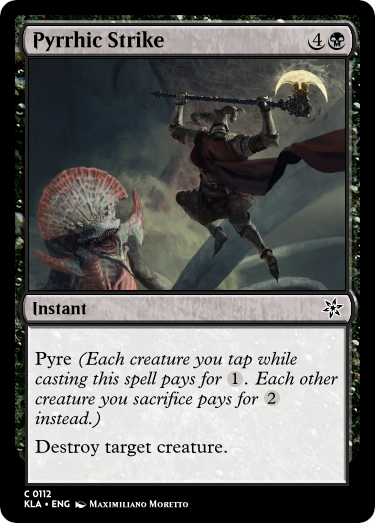 Pyrrhic Strike 4
Instant
Pyre (Each creature you tap while
casting this spell pays for 1. Each other
creature you sacrifice pays for 2
instead.)
Destroy target creature.
C 0112
KLA • ENG Maximiliano Moretto